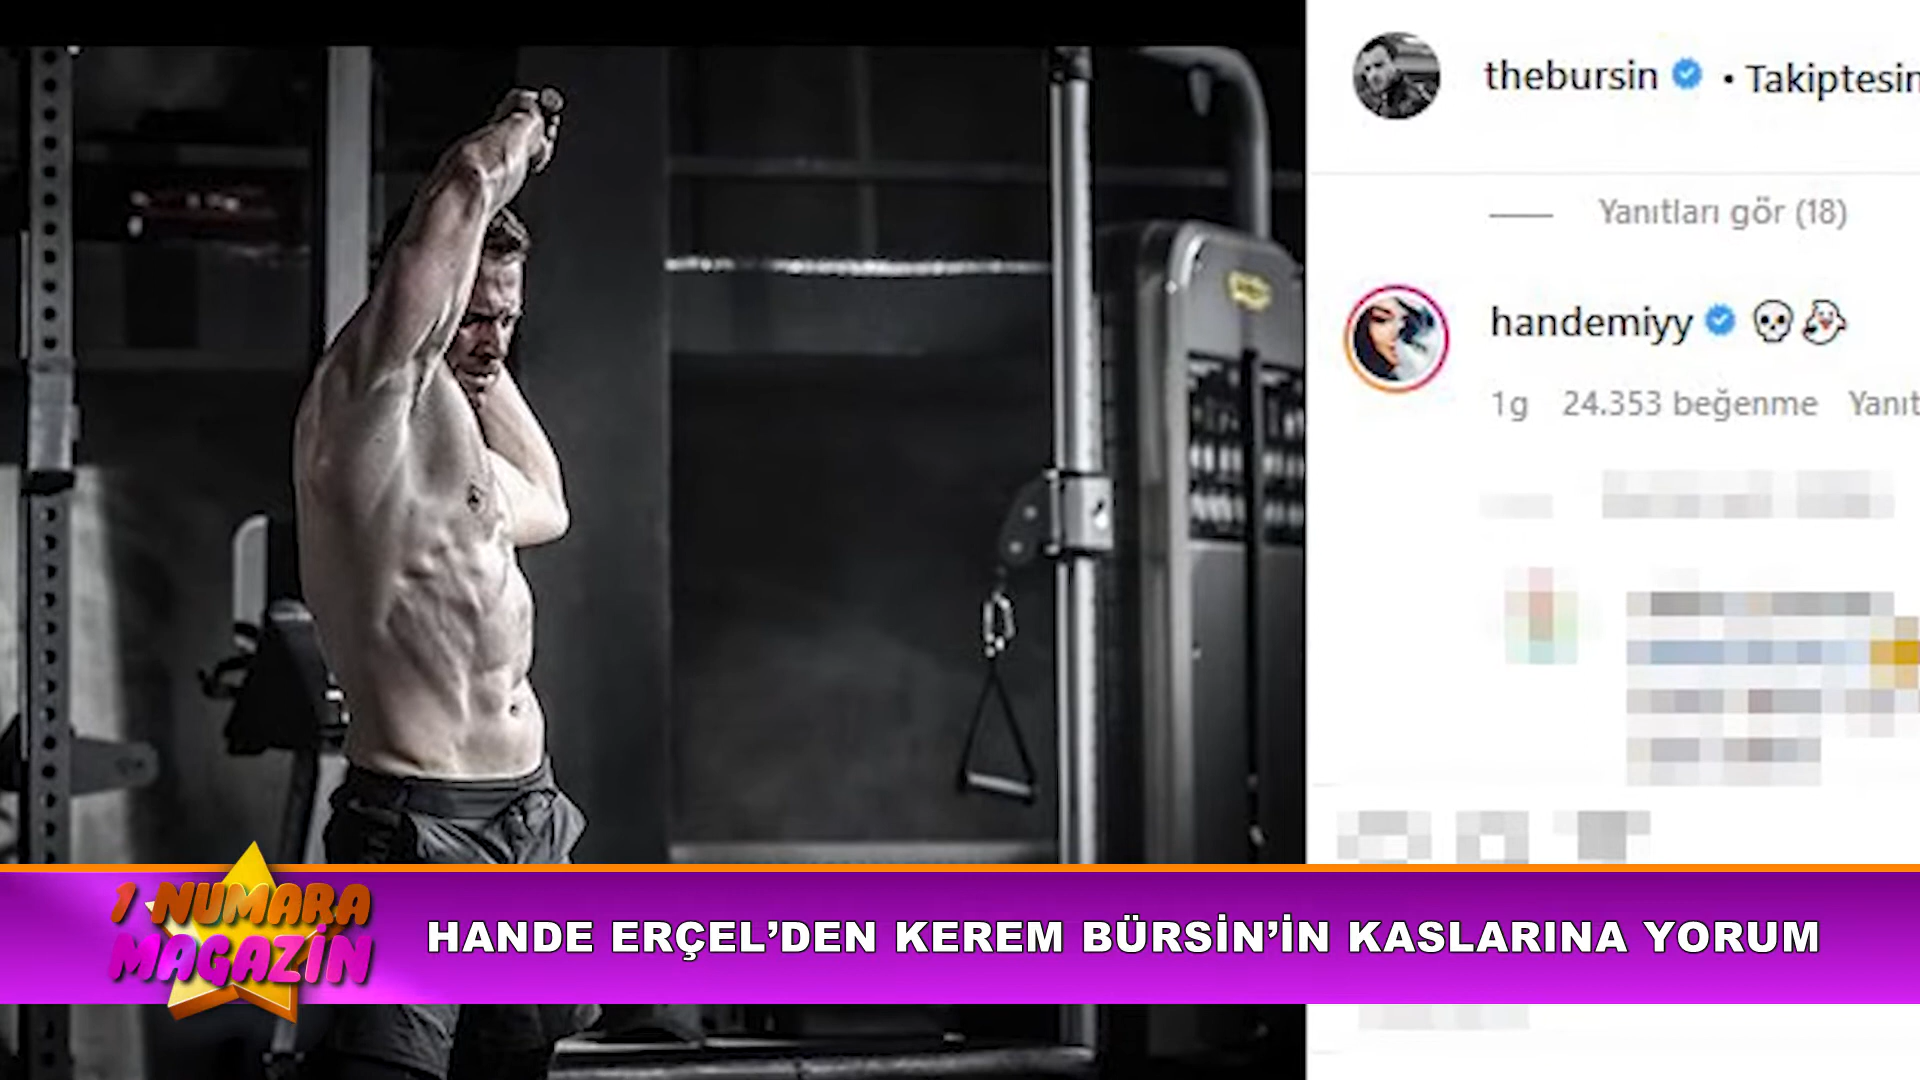 thebursin • Takiptesin
Yanıtları gör (18)
handemiyy 💀👻
1g 24.353 beğenme Yanıt
1 NUMARA
MAGAZİN
HANDE ERÇEL’DEN KEREM BÜRSİN’İN KASLARINA YORUM